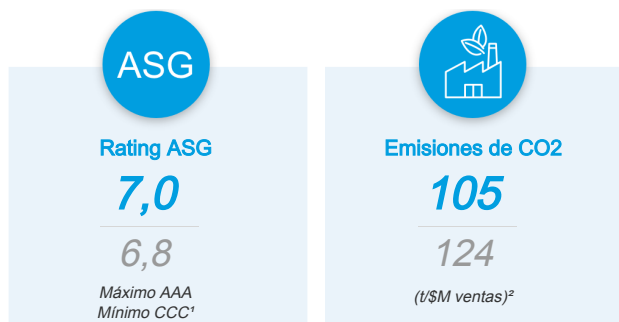 ASG
Rating ASG
7,0
6,8
Máximo AAA
Mínimo CCC¹
Emisiones de CO2
105
124
(t/$M ventas)²